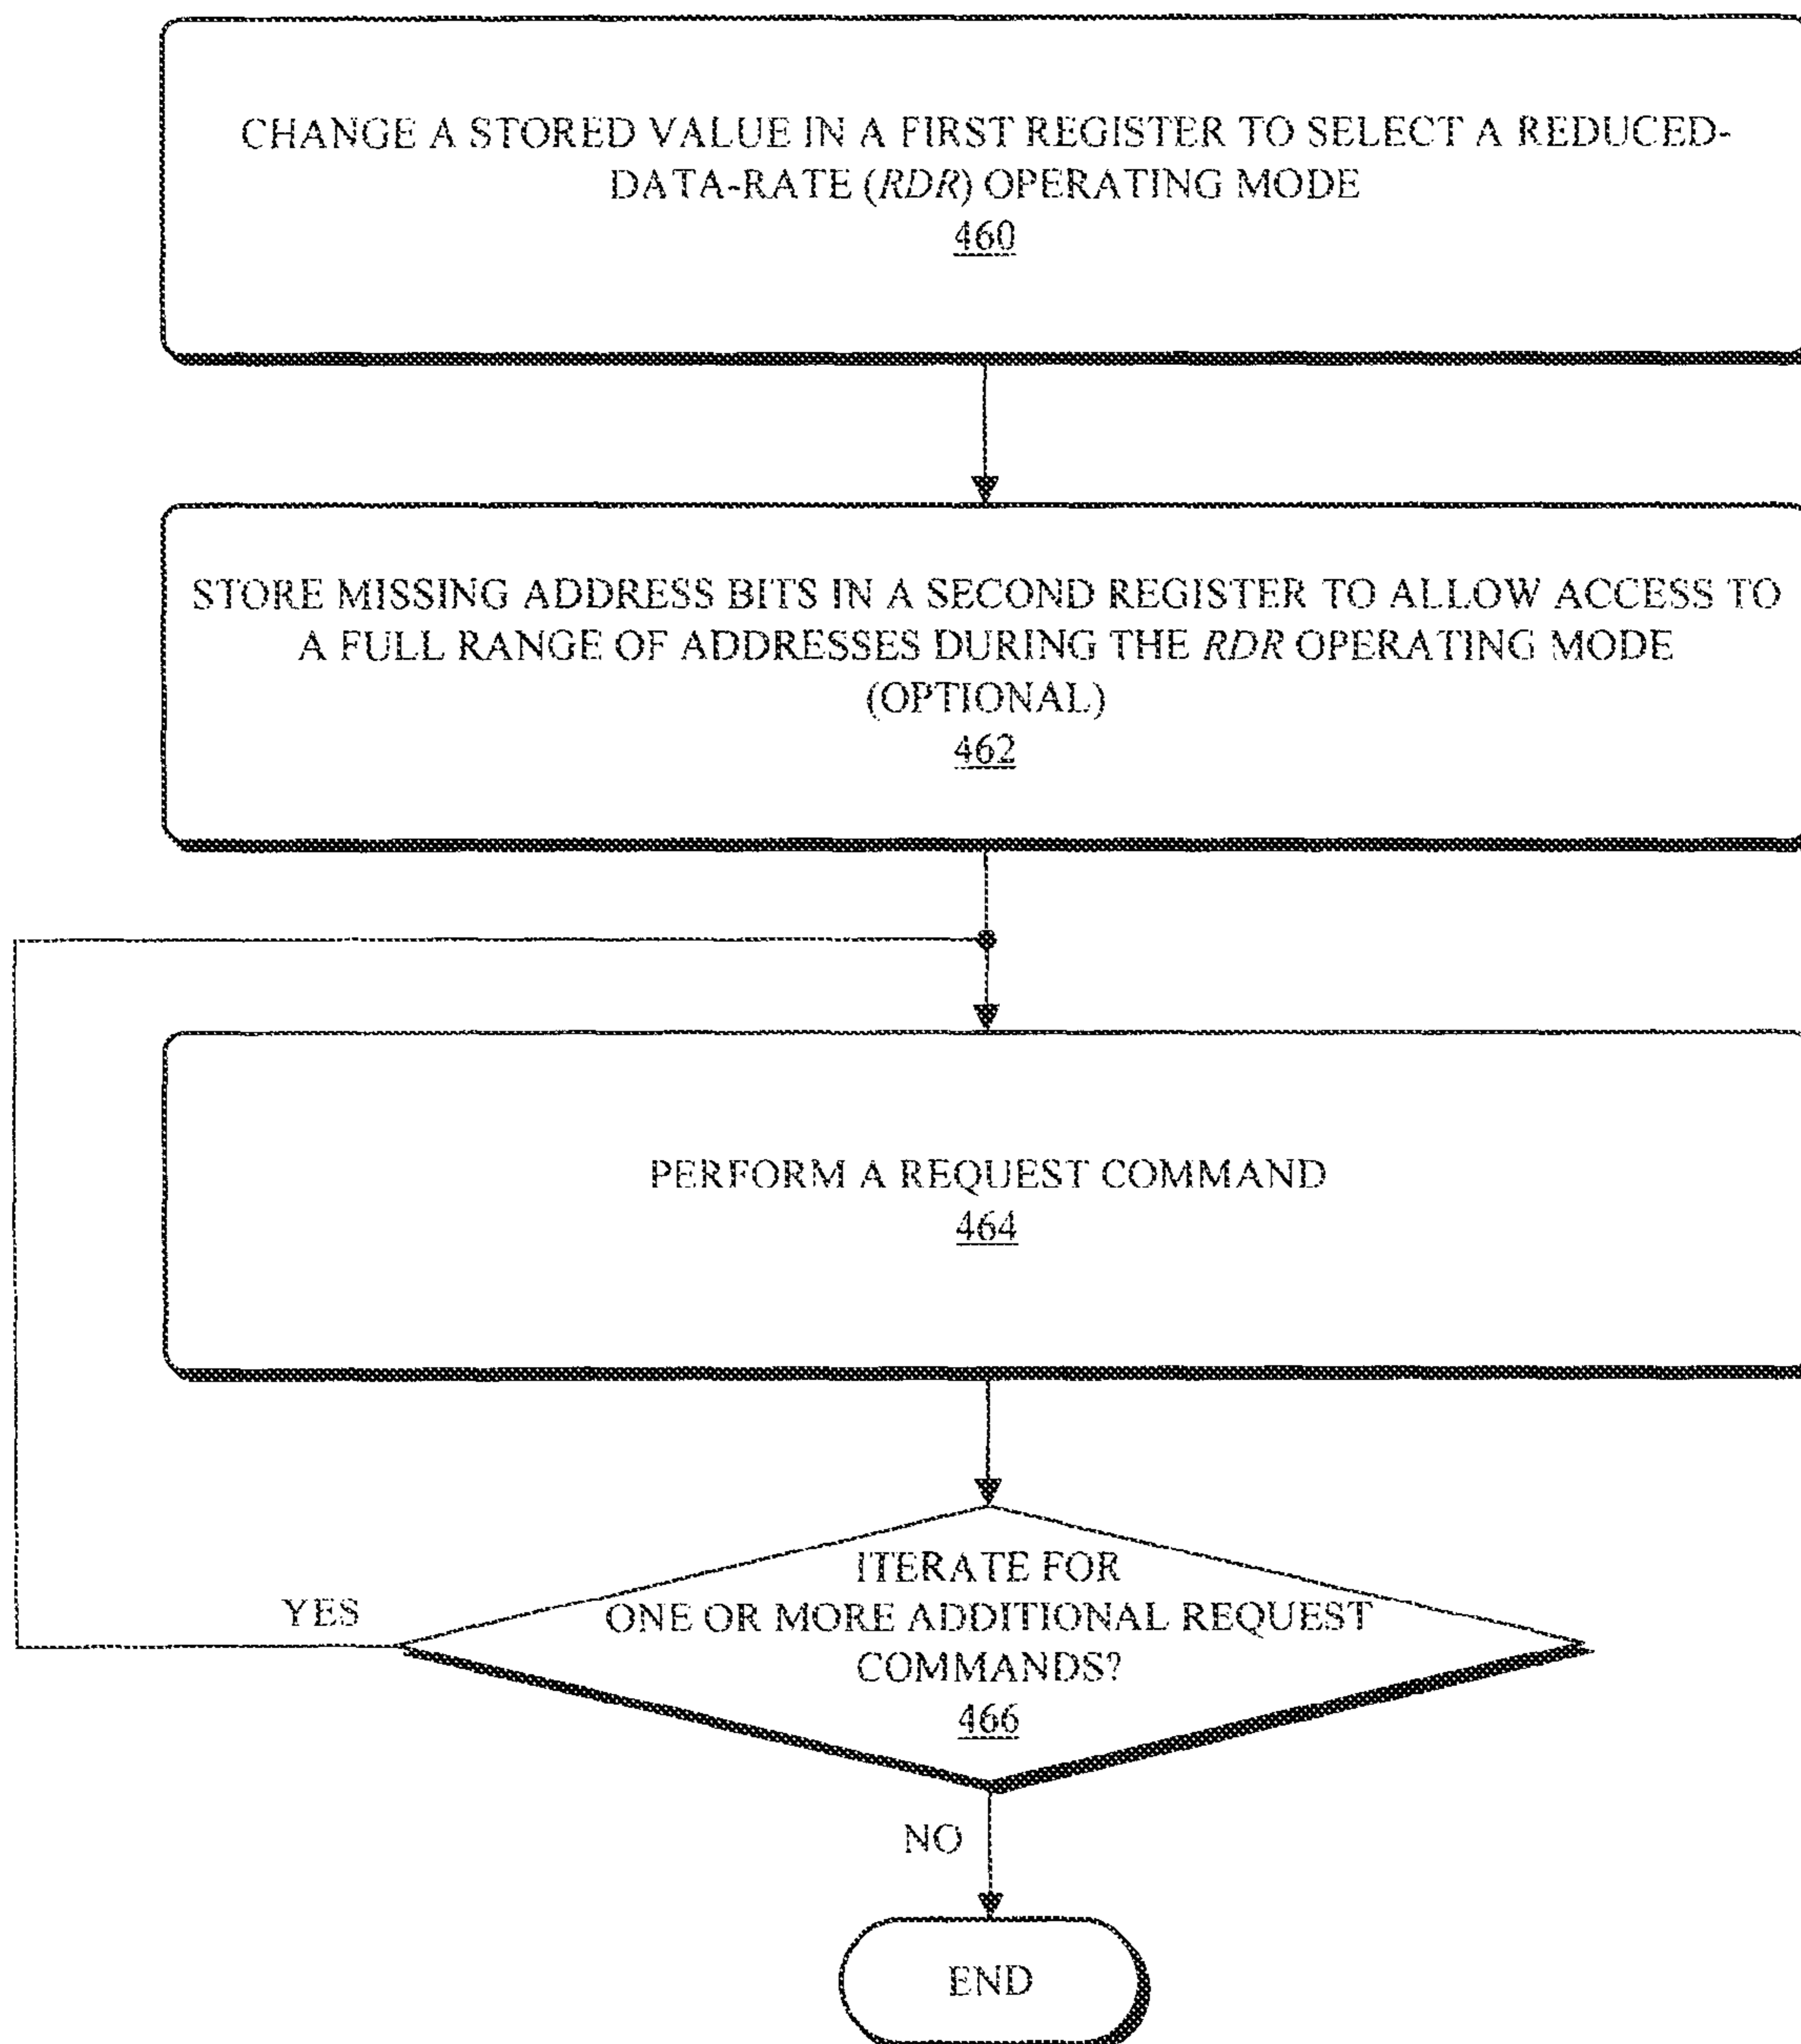 CHANGE A STORED VALUE IN A FIRST REGISTER TO SELECT A REDUCED-
DATA-RATE (RDR) OPERATING MODE
460
STORE MISSING ADDRESS BITS IN A SECOND REGISTER TO ALLOW ACCESS TO
A FULL RANGE OF ADDRESSES DURING THE RDR OPERATING MODE
(OPTIONAL)
462
PERFORM A REQUEST COMMAND
464
ITERATE FOR
YES
ONE OR MORE ADDITIONAL REQUEST
COMMANDS?
466
NO
END